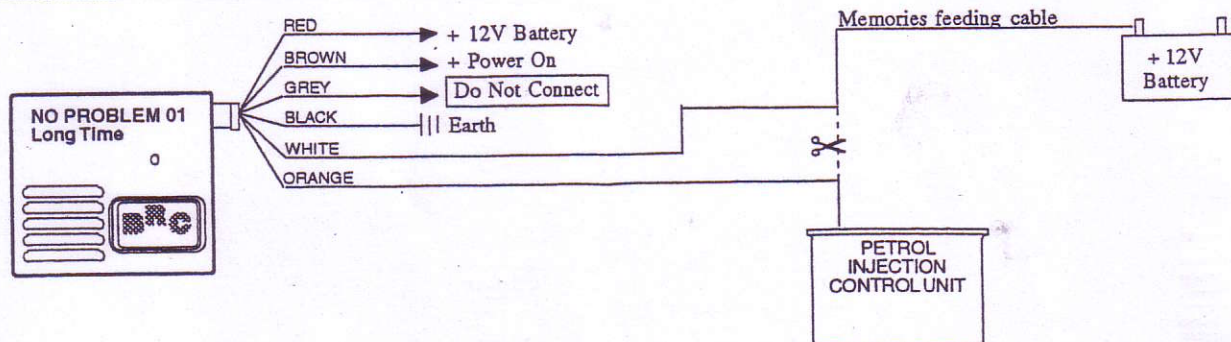 RED
+ 12V Battery
BROWN
+ Power On
GREY
Do Not Connect
BLACK
Earth
WHITE
ORANGE
NO PROBLEM 01
Long Time
BRC
Memories feeding cable
+ 12V
Battery
PETROL
INJECTION
CONTROL UNIT